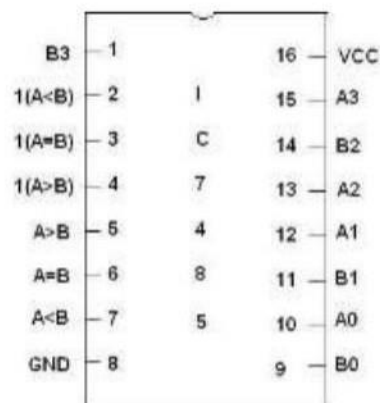 B3 1 16 VCC
1(A<B) 2 I 15 A3
1(A=B) 3 C 14 B2
1(A>B) 4 7 13 A2
A>B 5 4 12 A1
A=B 6 8 11 B1
A<B 7 5 10 A0
GND 8 9 B0